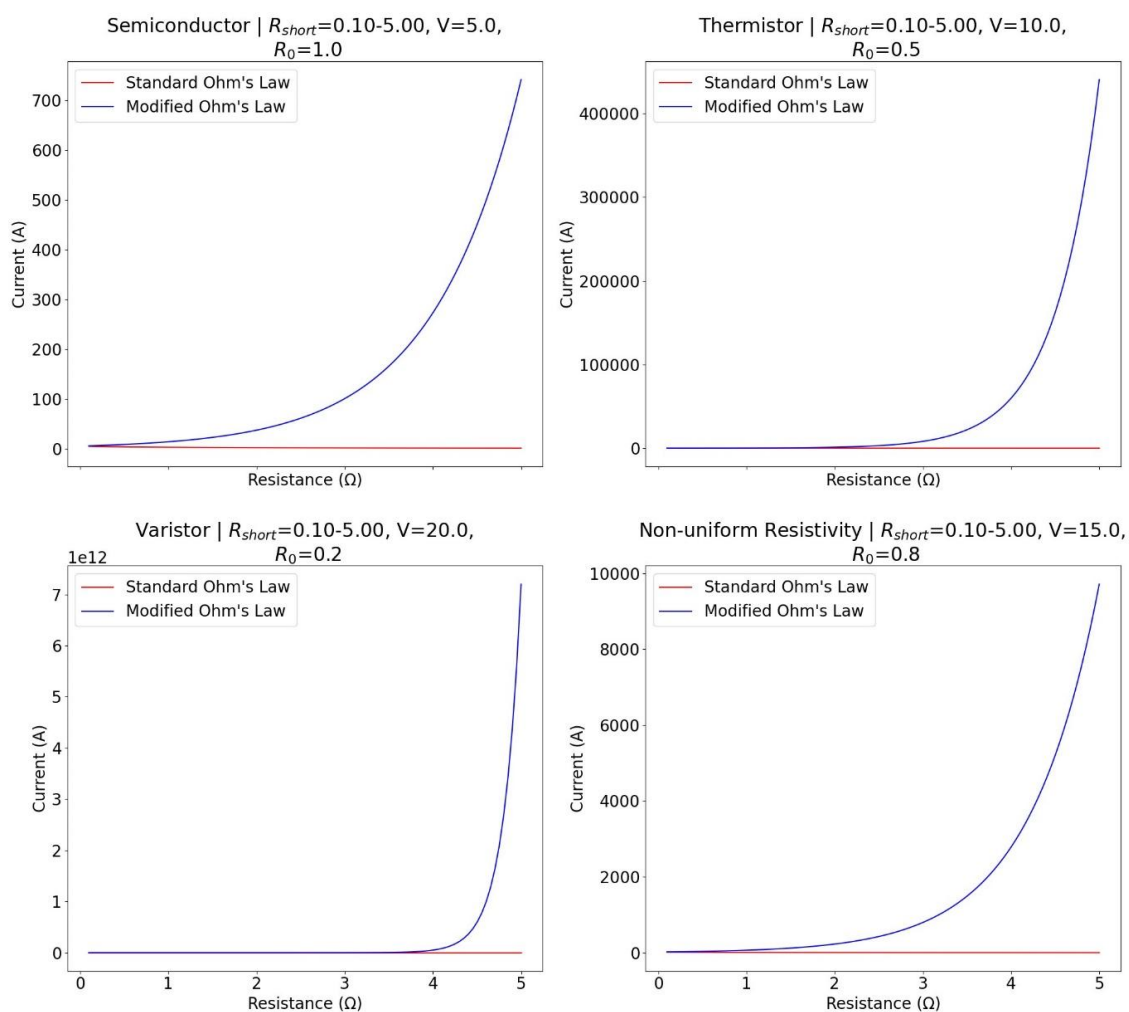 Semiconductor | R_short=0.10-5.00, V=5.0,
R_0=1.0
Standard Ohm's Law
Modified Ohm's Law
700
600
500
400
300
200
100
0
Current (A)
Resistance (Ω)
Thermistor | R_short=0.10-5.00, V=10.0,
R_0=0.5
Standard Ohm's Law
Modified Ohm's Law
400000
300000
200000
100000
0
Current (A)
Resistance (Ω)
Varistor | R_short=0.10-5.00, V=20.0,
R_0=0.2
1e12
Standard Ohm's Law
Modified Ohm's Law
7
6
5
4
3
2
1
0
Current (A)
0 1 2 3 4 5
Resistance (Ω)
Non-uniform Resistivity | R_short=0.10-5.00, V=15.0,
R_0=0.8
Standard Ohm's Law
Modified Ohm's Law
10000
8000
6000
4000
2000
0
Current (A)
0 1 2 3 4 5
Resistance (Ω)